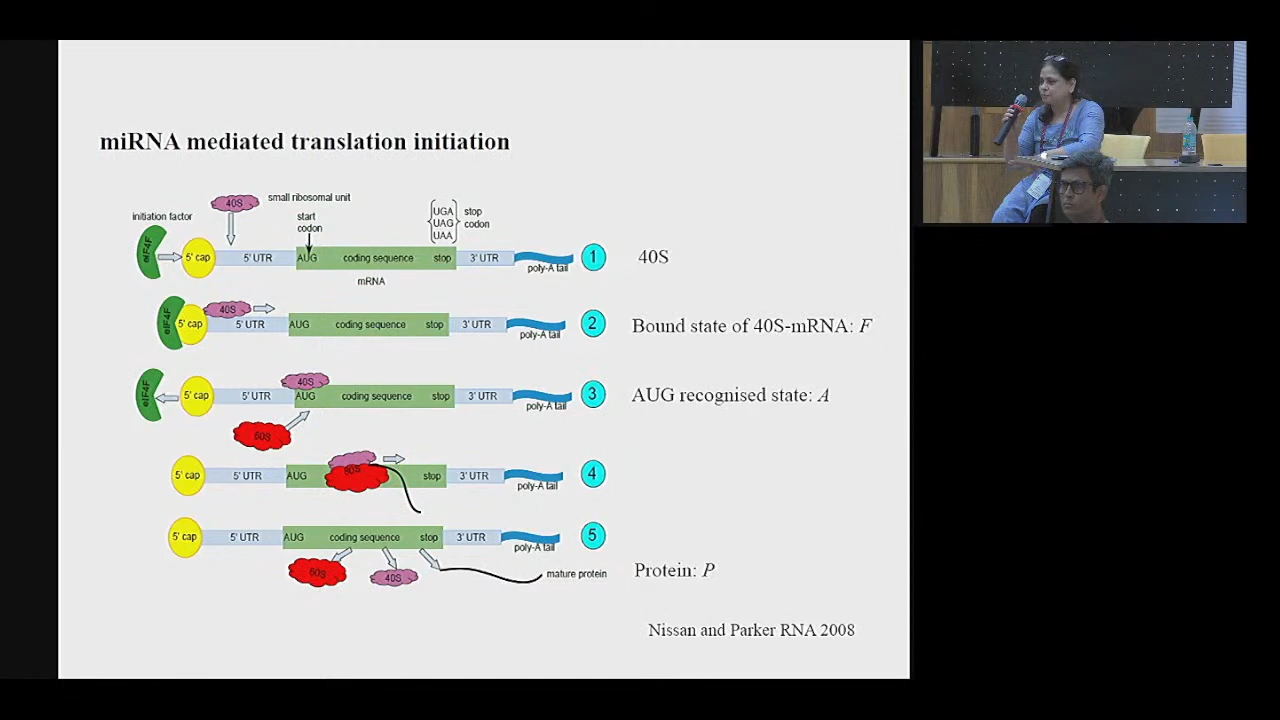 miRNA mediated translation initiation
40S
small ribosomal unit
initiation factor
start
codon
UGA
UAG
UAA
stop
codon
eIF4F
5' cap
5' UTR
AUG
coding sequence
stop
3' UTR
poly-A tail
mRNA
1
40S
eIF4F
5' cap
40S
5' UTR
AUG
coding sequence
stop
3' UTR
poly-A tail
2
Bound state of 40S-mRNA: F
eIF4F
5' cap
5' UTR
40S
AUG
coding sequence
stop
3' UTR
poly-A tail
60S
3
AUG recognised state: A
5' cap
5' UTR
AUG
60S
stop
3' UTR
poly-A tail
4
5' cap
5' UTR
AUG
coding sequence
stop
3' UTR
poly-A tail
5
60S
40S
mature protein
Protein: P
Nissan and Parker RNA 2008